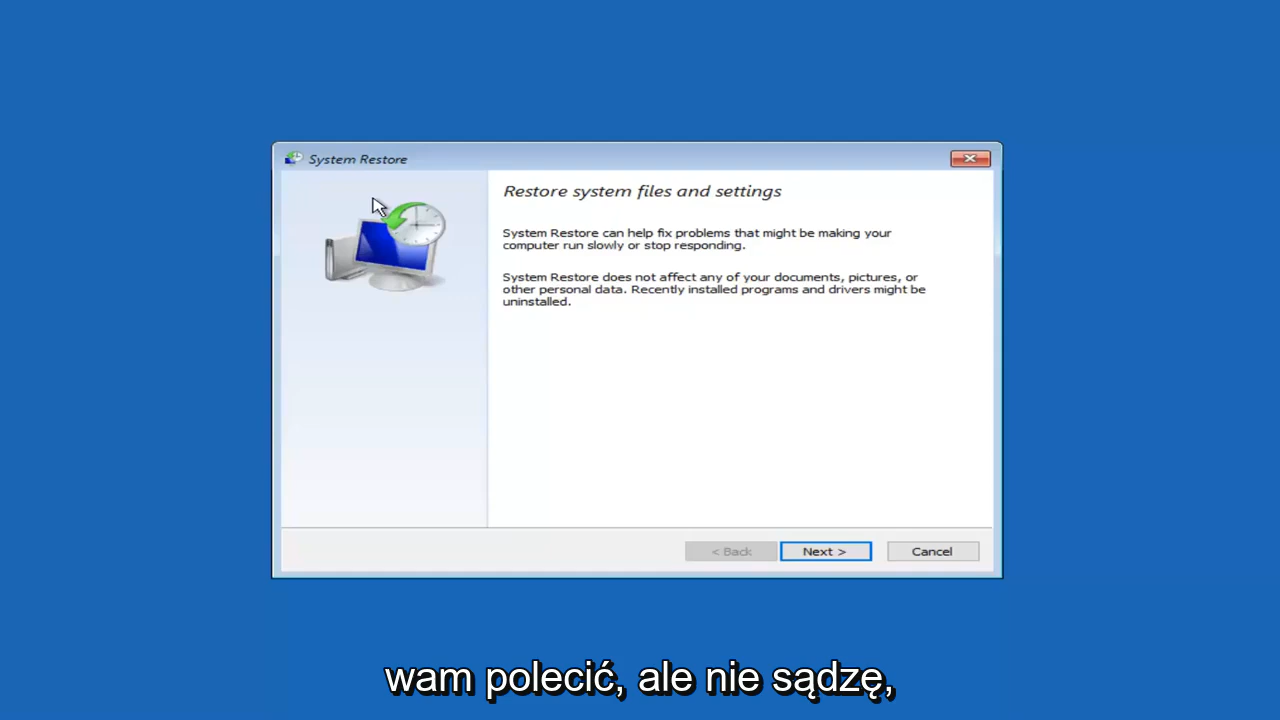 System Restore
Restore system files and settings
System Restore can help fix problems that might be making your
computer run slowly or stop responding.
System Restore does not affect any of your documents, pictures, or
other personal data. Recently installed programs and drivers might be
uninstalled.
< Back
Next >
Cancel
wam polecić, ale nie sądzę,